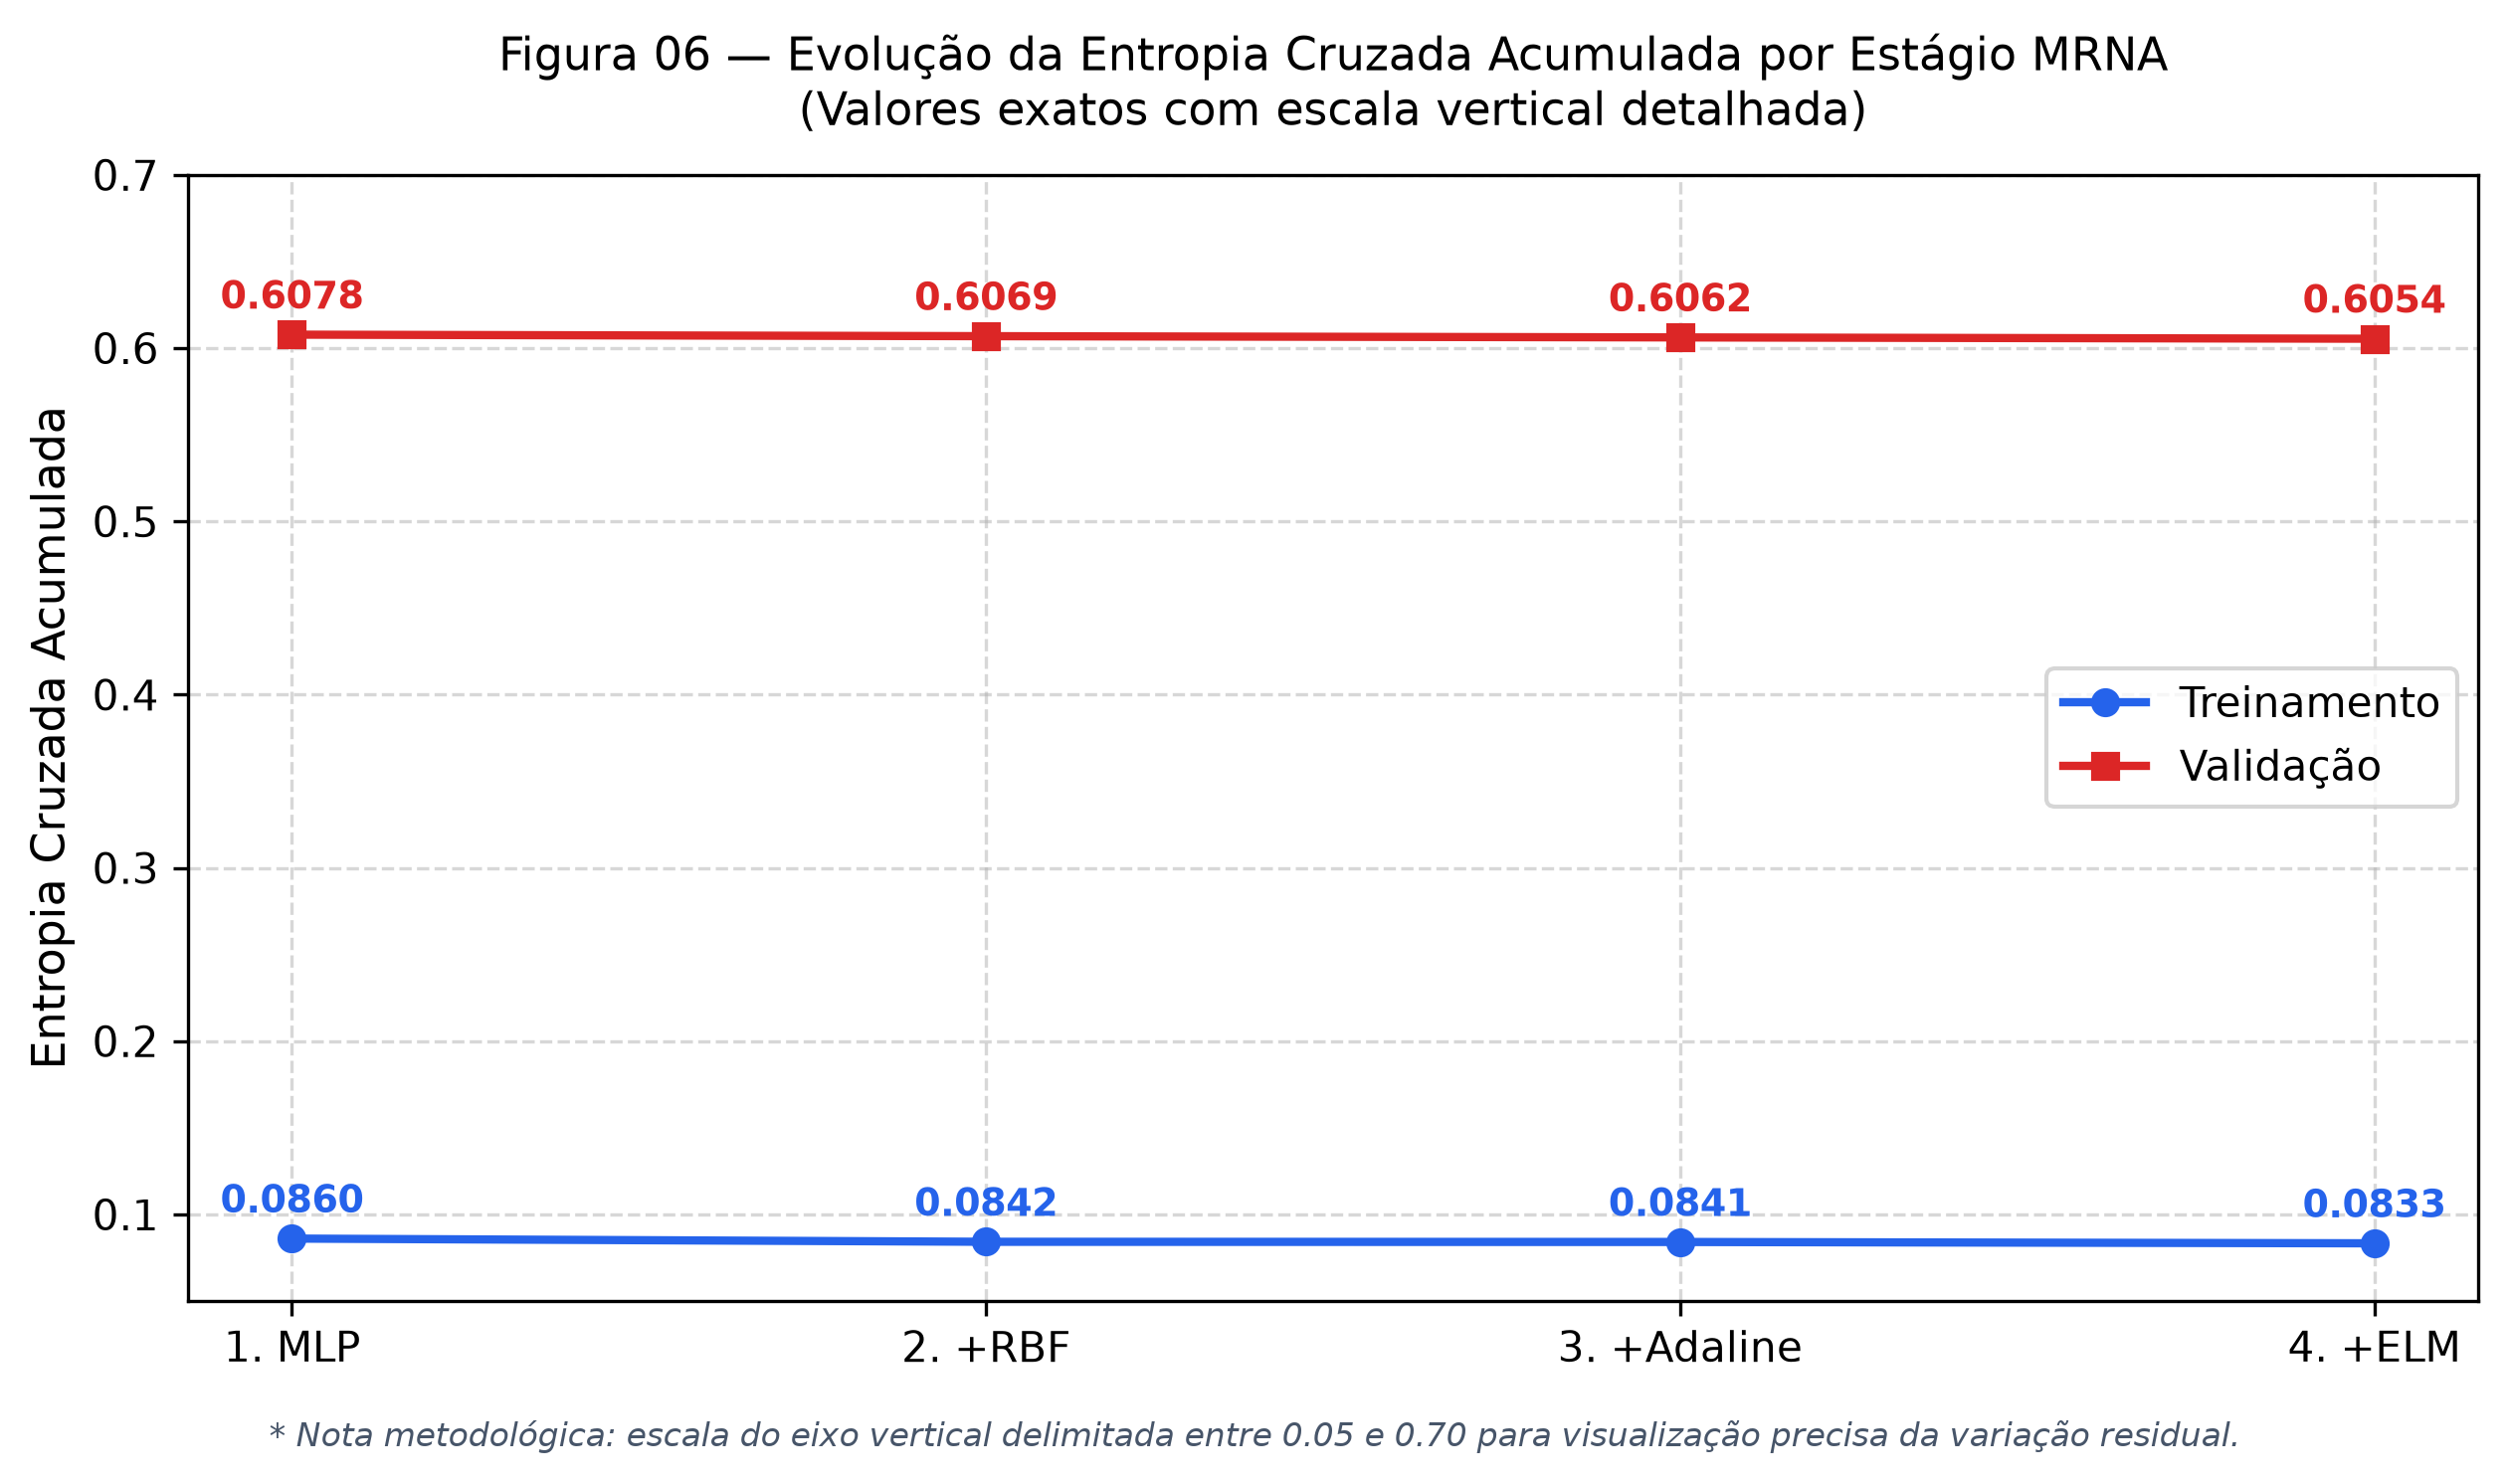 Figura 06 — Evolução da Entropia Cruzada Acumulada por Estágio MRNA
(Valores exatos com escala vertical detalhada)
Entropia Cruzada Acumulada
0.7
0.6
0.5
0.4
0.3
0.2
0.1
0.6078
0.6069
0.6062
0.6054
Treinamento
Validação
0.0860
0.0842
0.0841
0.0833
1. MLP
2. +RBF
3. +Adaline
4. +ELM
* Nota metodológica: escala do eixo vertical delimitada entre 0.05 e 0.70 para visualização precisa da variação residual.